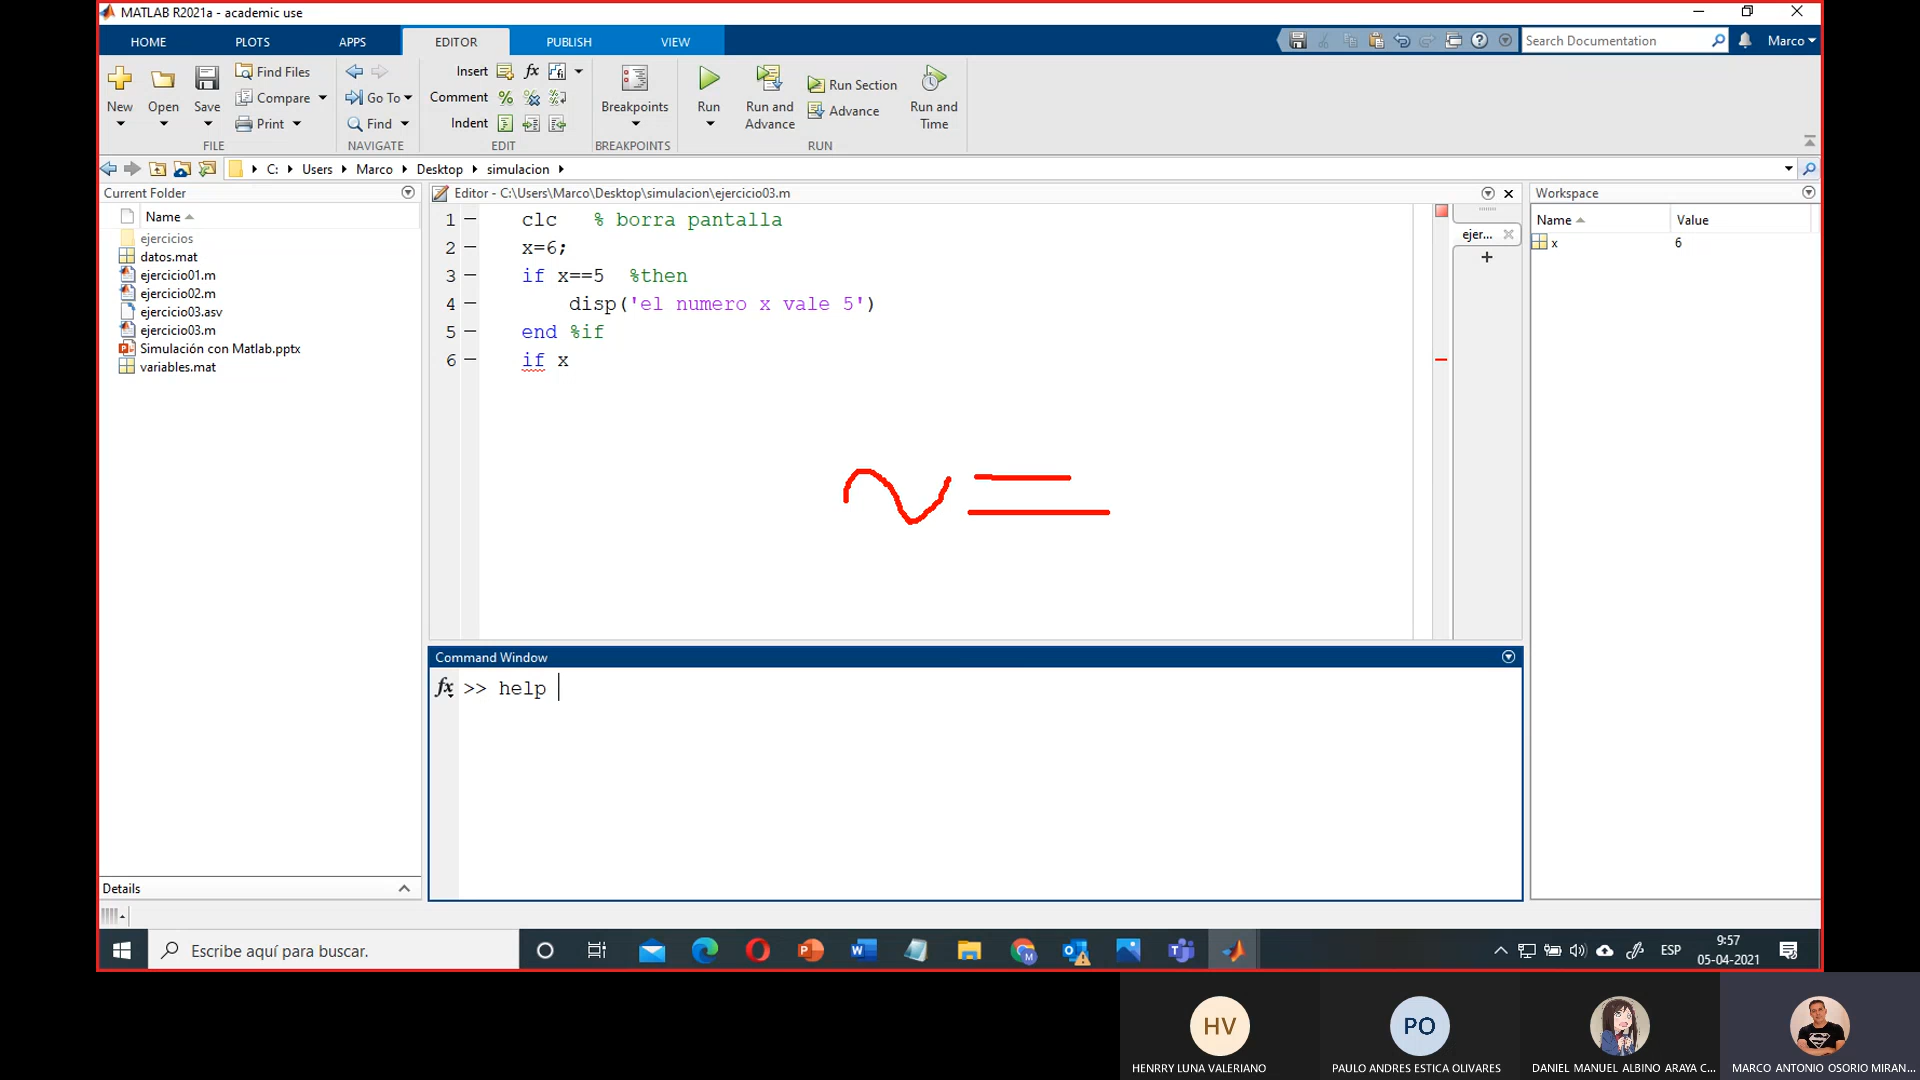 MATLAB R2021a - academic use
HOME PLOTS APPS EDITOR PUBLISH VIEW
Search Documentation
Marco
New
Open
Save
Find Files
Compare
Print
FILE
Go To
Find
NAVIGATE
Insert
Comment
Indent
fx
%
EDIT
Breakpoints
BREAKPOINTS
Run
Run and Advance
Run Section
Advance
Run and Time
RUN
C: Users Marco Desktop simulacion
Current Folder
Name
ejercicios
datos.mat
ejercicio01.m
ejercicio02.m
ejercicio03.asv
ejercicio03.m
Simulación con Matlab.pptx
variables.mat
Details
Editor - C:\Users\Marco\Desktop\simulacion\ejercicio03.m
ejer...
1 clc % borra pantalla
2 x=6;
3 if x==5 %then
4 disp('el numero x vale 5')
5 end %if
6 if x
~=
Command Window
fx >> help
Workspace
Name Value
x 6
Escribe aquí para buscar.
ESP
9:57
05-04-2021
HV
HENRRY LUNA VALERIANO
PO
PAULO ANDRES ESTICA OLIVARES
DANIEL MANUEL ALBINO ARAYA C...
MARCO ANTONIO OSORIO MIRAN...